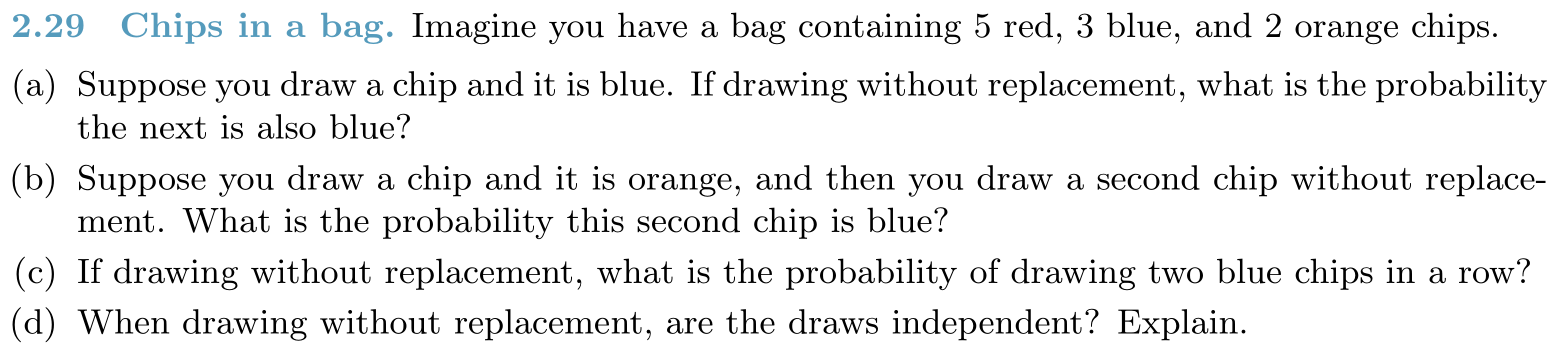 2.29 Chips in a bag. Imagine you have a bag containing 5 red, 3 blue, and 2 orange chips.
(a) Suppose you draw a chip and it is blue. If drawing without replacement, what is the probability
the next is also blue?
(b) Suppose you draw a chip and it is orange, and then you draw a second chip without replace-
ment. What is the probability this second chip is blue?
(c) If drawing without replacement, what is the probability of drawing two blue chips in a row?
(d) When drawing without replacement, are the draws independent? Explain.